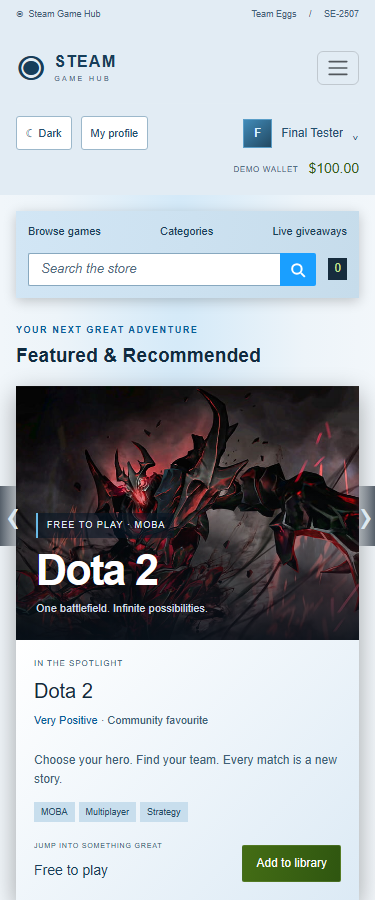 Steam Game Hub
Team Eggs / SE-2507
STEAM
GAME HUB
Dark
My profile
F
Final Tester
DEMO WALLET $100.00
Browse games
Categories
Live giveaways
Search the store
0
YOUR NEXT GREAT ADVENTURE
Featured & Recommended
FREE TO PLAY · MOBA
Dota 2
One battlefield. Infinite possibilities.
IN THE SPOTLIGHT
Dota 2
Very Positive · Community favourite
Choose your hero. Find your team. Every match is a new
story.
MOBA
Multiplayer
Strategy
JUMP INTO SOMETHING GREAT
Free to play
Add to library